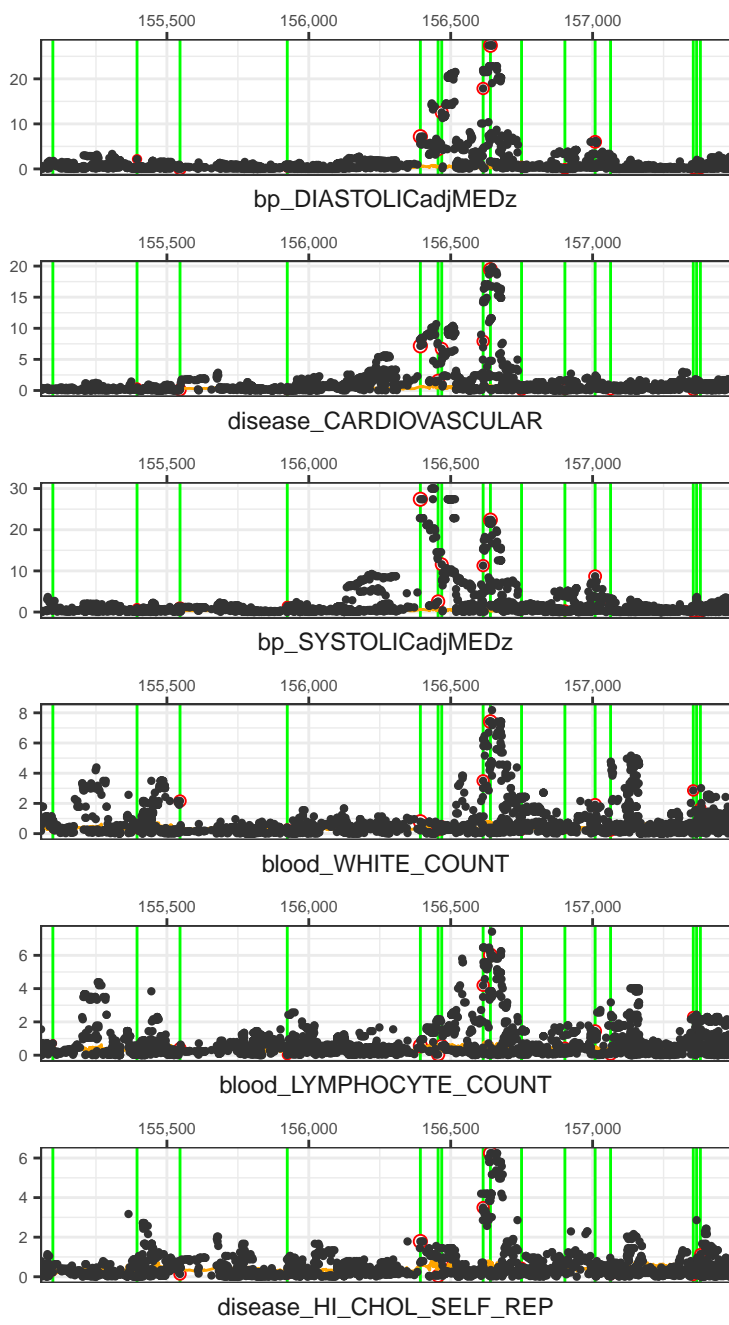 155,500 156,000 156,500 157,000
20
10
0
bp_DIASTOLICadjMEDz
155,500 156,000 156,500 157,000
20
15
10
5
0
disease_CARDIOVASCULAR
155,500 156,000 156,500 157,000
30
20
10
0
bp_SYSTOLICadjMEDz
155,500 156,000 156,500 157,000
8
6
4
2
0
blood_WHITE_COUNT
155,500 156,000 156,500 157,000
6
4
2
0
blood_LYMPHOCYTE_COUNT
155,500 156,000 156,500 157,000
6
4
2
0
disease_HI_CHOL_SELF_REP